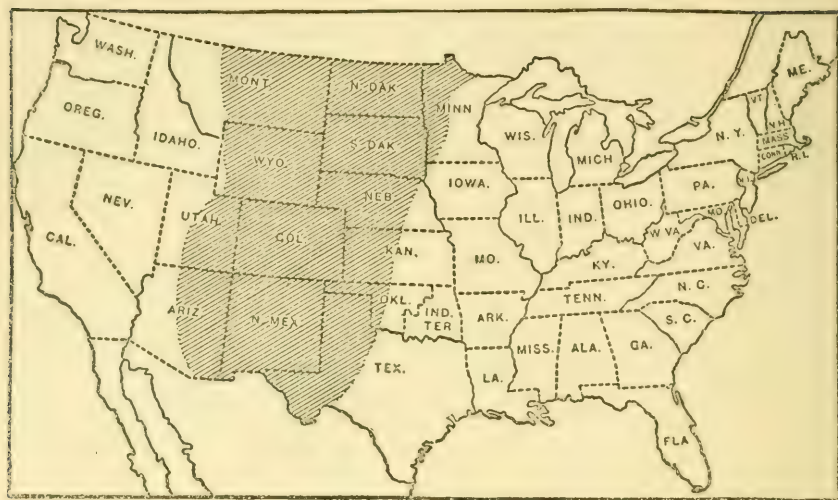 WASH.
MONT.
N. DAK
MINN
ME.
OREG.
IDAHO.
S. DAK
WIS.
MICH
N.Y.
VT.
N.H.
MASS
CONN.
R.I.
WYO.
NEB.
IOWA.
PA.
N.J.
NEV.
UTAH.
COL.
ILL.
IND.
OHIO.
MD.
DEL.
CAL.
KAN.
MO.
W VA.
VA.
KY.
ARIZ
N. MEX
OKL.
IND.
TER
ARK.
TENN.
N. C.
S. C.
TEX.
LA.
MISS.
ALA.
GA.
FLA